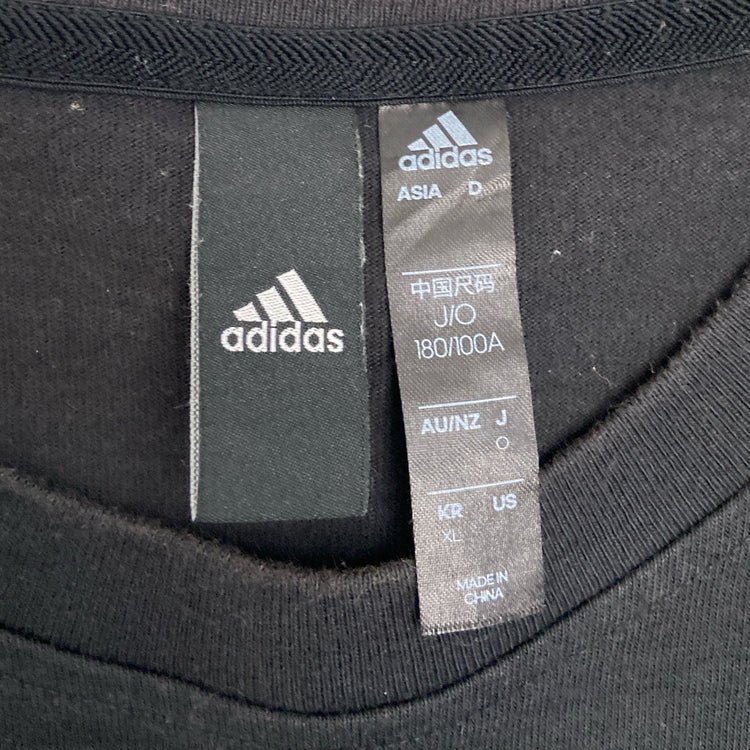 adidas
adidas
ASIA D
中国尺码
J/O
180/100A
AU/NZ J
O
KR US
XL
MADE IN
CHINA